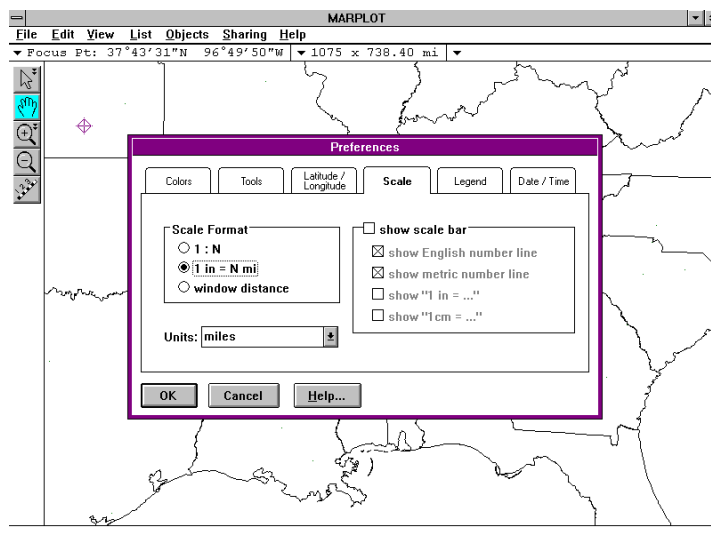 MARPLOT
File Edit View List Objects Sharing Help
Focus Pt: 37°43'31"N 96°49'50"W 1075 x 738.40 mi
Preferences
Colors Tools Latitude / Longitude Scale Legend Date / Time
Scale Format
1 : N
1 in = N mi
window distance
Units: miles
show scale bar
show English number line
show metric number line
show "1 in = ..."
show "1cm = ..."
OK Cancel Help...